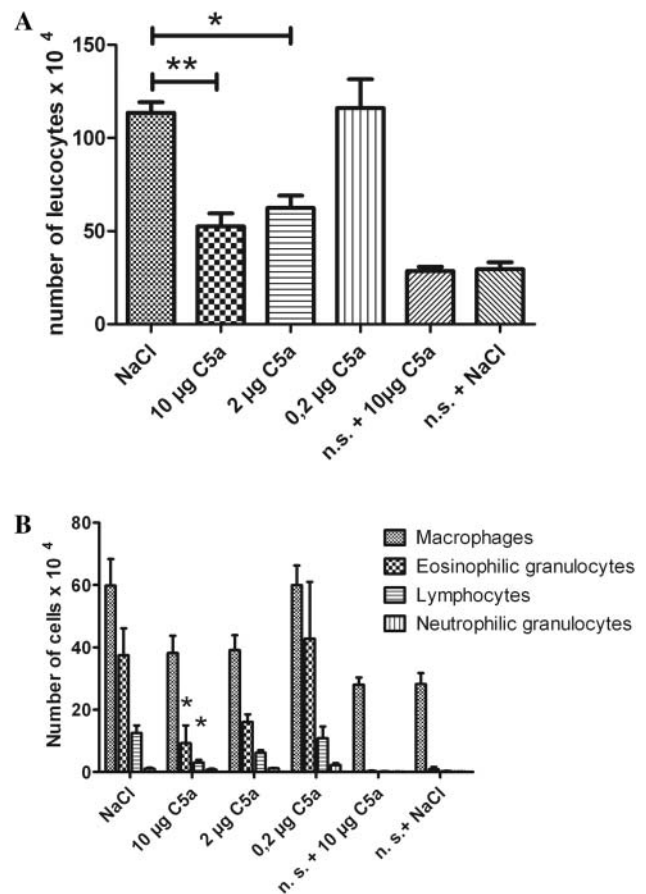 A
number of leucocytes x 10 4
150
100
50
0
*
**
NaCl
10 µg C5a
2 µg C5a
0,2 µg C5a
n.s. + 10µg C5a
n.s. + NaCl
B
Number of cells x 10 4
80
60
40
20
0
*
*
Macrophages
Eosinophilic granulocytes
Lymphocytes
Neutrophilic granulocytes
NaCl
10 µg C5a
2 µg C5a
0,2 µg C5a
n. s. + 10 µg C5a
n. s.+ NaCl